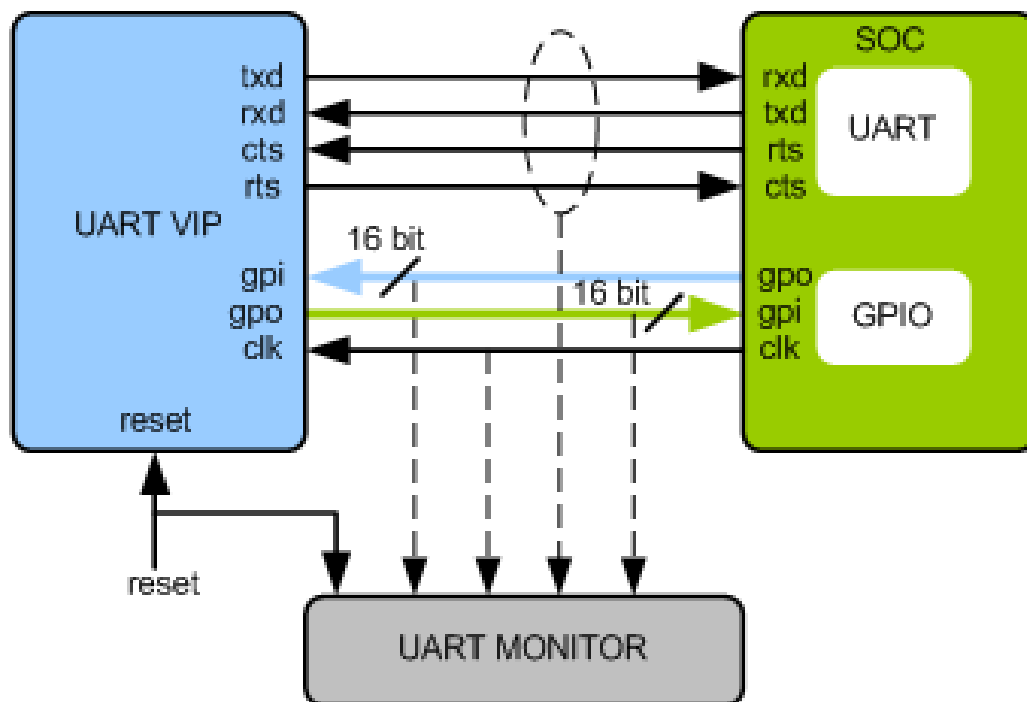 SOC
txd
rxd
cts
rts
rxd
txd
rts
cts
UART
UART VIP
16 bit
gpi
gpo
clk
16 bit
gpo
gpi
clk
GPIO
reset
reset
UART MONITOR